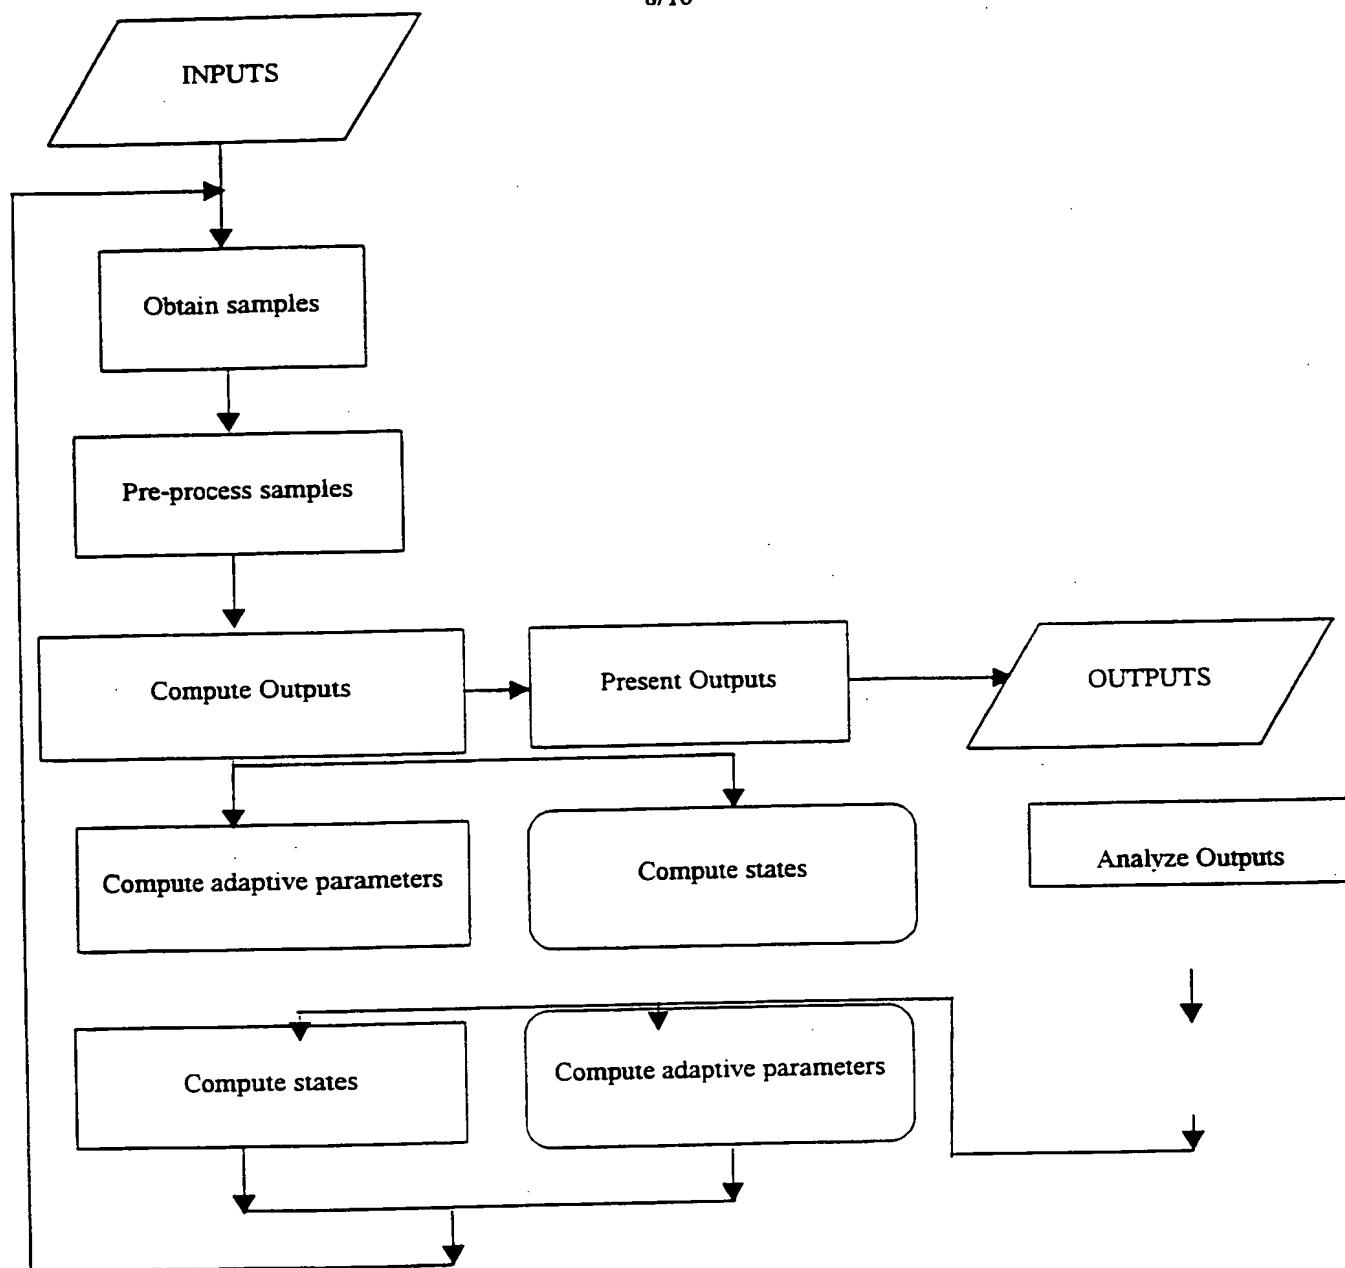 INPUTS
Obtain samples
Pre-process samples
Compute Outputs
Present Outputs
OUTPUTS
Compute adaptive parameters
Compute states
Analyze Outputs
Compute states
Compute adaptive parameters